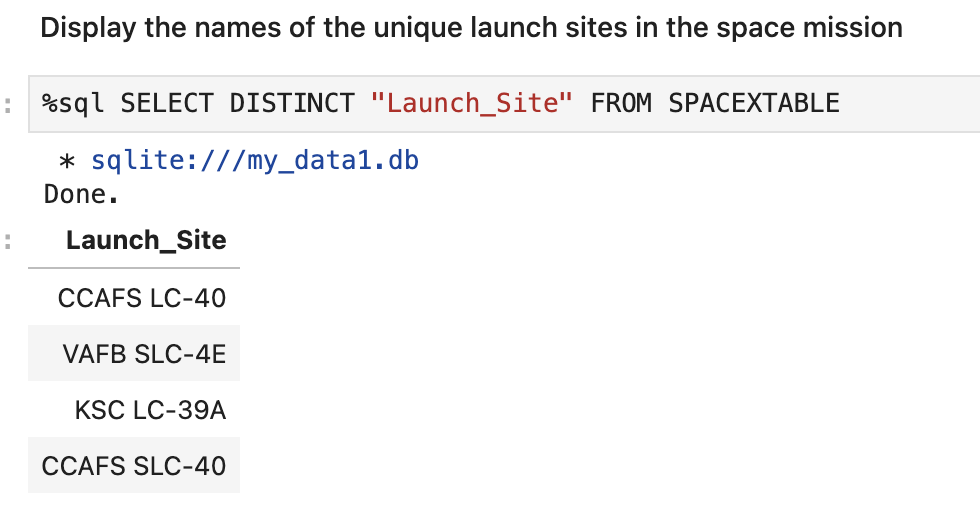 Display the names of the unique launch sites in the space mission
: %sql SELECT DISTINCT "Launch_Site" FROM SPACEXTABLE
* sqlite:///my_data1.db
Done.
: Launch_Site
CCAFS LC-40
VAFB SLC-4E
KSC LC-39A
CCAFS SLC-40